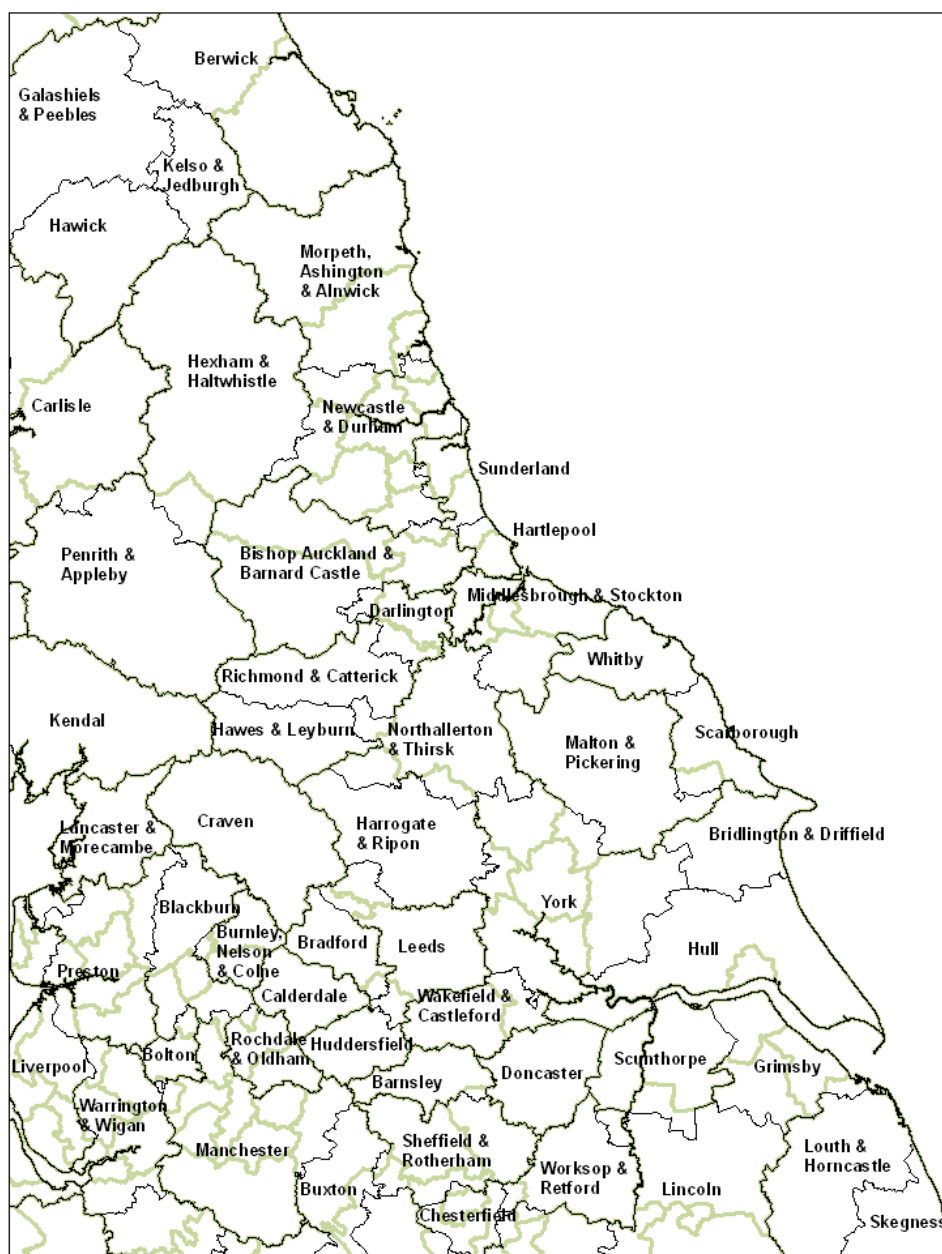 Berwick
Galashiels
& Peebles
Kelso &
Jedburgh
Hawick
Morpeth,
Ashington
& Alnwick
Hexham &
Haltwhistle
Carlisle
Newcastle
& Durham
Sunderland
Hartlepool
Penrith &
Appleby
Bishop Auckland &
Barnard Castle
Darlington
Middlesbrough & Stockton
Whitby
Richmond & Catterick
Kendal
Hawes & Leyburn
Northallerton
& Thirsk
Malton &
Pickering
Scarborough
Lancaster &
Morecambe
Craven
Harrogate
& Ripon
Bridlington & Driffield
Blackburn
Burnley,
Nelson
& Colne
Bradford
Leeds
York
Hull
Preston
Calderdale
Wakefield &
Castleford
Liverpool
Bolton
Rochdale
& Oldham
Huddersfield
Barnsley
Doncaster
Scunthorpe
Grimsby
Warrington
& Wigan
Manchester
Buxton
Sheffield &
Rotherham
Worksop &
Retford
Lincoln
Louth &
Horncastle
Chesterfield
Skegness